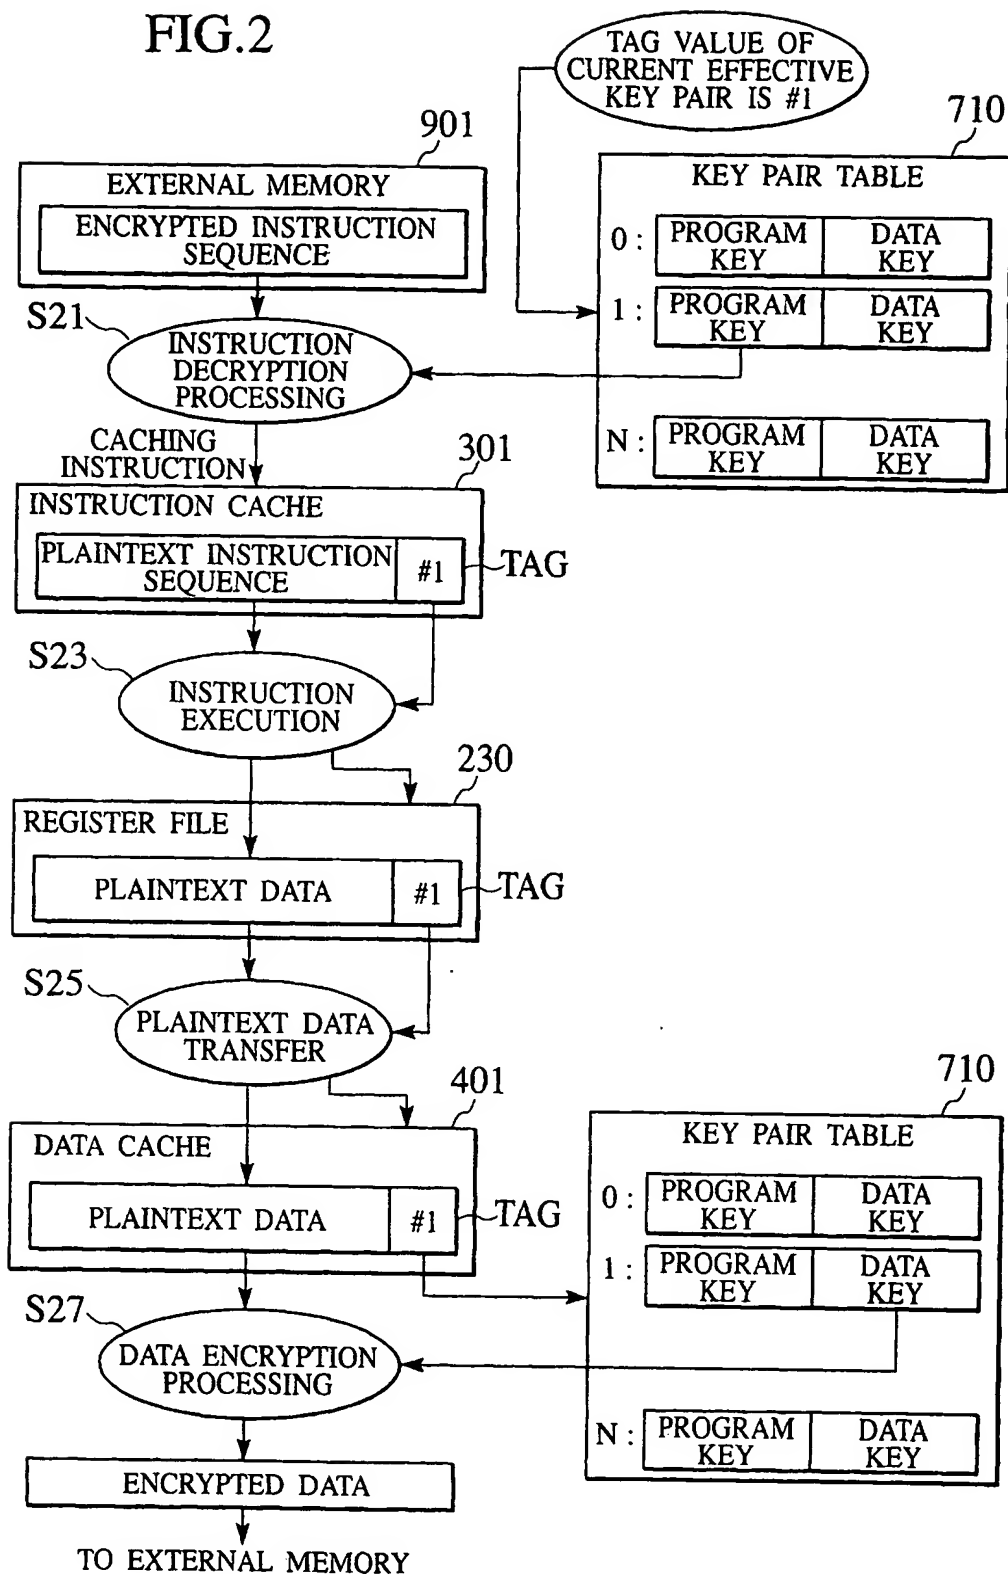 FIG.2
TAG VALUE OF
CURRENT EFFECTIVE
KEY PAIR IS #1
901
EXTERNAL MEMORY
ENCRYPTED INSTRUCTION
SEQUENCE
710
KEY PAIR TABLE
0 :
PROGRAM
KEY
DATA
KEY
1 :
PROGRAM
KEY
DATA
KEY
N :
PROGRAM
KEY
DATA
KEY
S21
INSTRUCTION
DECRYPTION
PROCESSING
CACHING
INSTRUCTION
301
INSTRUCTION CACHE
PLAINTEXT INSTRUCTION
SEQUENCE
#1
TAG
S23
INSTRUCTION
EXECUTION
230
REGISTER FILE
PLAINTEXT DATA
#1
TAG
S25
PLAINTEXT DATA
TRANSFER
401
DATA CACHE
PLAINTEXT DATA
#1
TAG
710
KEY PAIR TABLE
0 :
PROGRAM
KEY
DATA
KEY
1 :
PROGRAM
KEY
DATA
KEY
N :
PROGRAM
KEY
DATA
KEY
S27
DATA ENCRYPTION
PROCESSING
ENCRYPTED DATA
TO EXTERNAL MEMORY